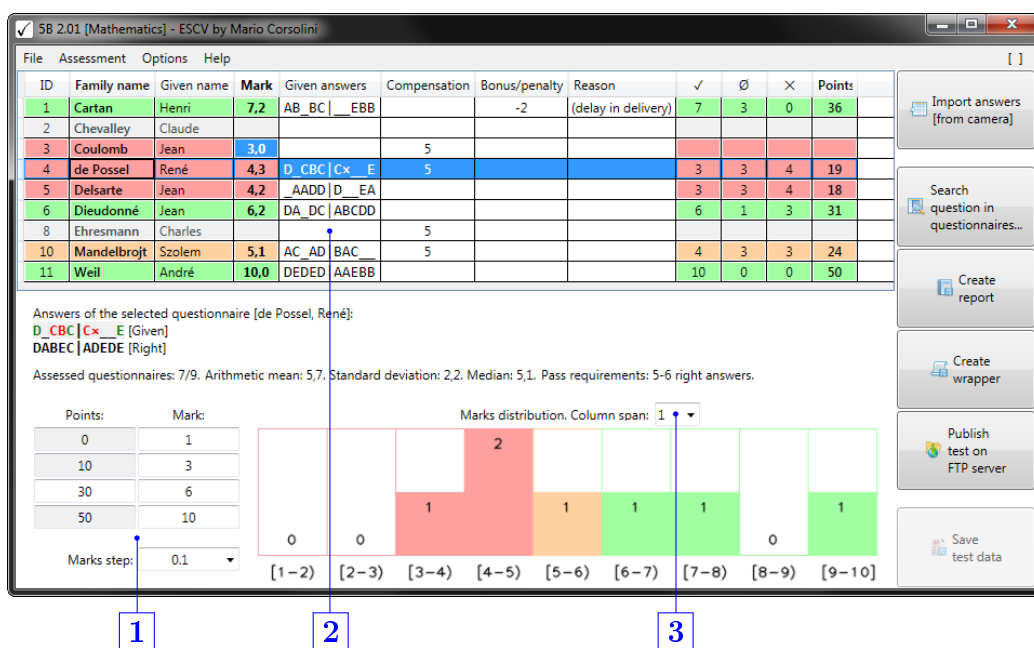 5B 2.01 [Mathematics] - ESCV by Mario Corsolini
File Assessment Options Help [ ]
ID Family name Given name Mark Given answers Compensation Bonus/penalty Reason ✓ Ø × Points
1 Cartan Henri 7,2 AB_BC|__EBB -2 (delay in delivery) 7 3 0 36
2 Chevalley Claude
3 Coulomb Jean 3,0 5
4 de Possel René 4,3 D_CBC|C×__E 5 3 3 4 19
5 Delsarte Jean 4,2 _AADD|D__EA 3 3 4 18
6 Dieudonné Jean 6,2 DA_DC|ABCDD 6 1 3 31
8 Ehresmann Charles 5
10 Mandelbrojt Szolem 5,1 AC_AD|BAC__ 5 4 3 3 24
11 Weil André 10,0 DEDED|AAEBB 10 0 0 50
Import answers
[from camera]
Search
question in
questionnaires...
Create
report
Create
wrapper
Publish
test on
FTP server
Save
test data
Answers of the selected questionnaire [de Possel, René]:
D_CBC|C×__E [Given]
DABEC|ADEDE [Right]
Assessed questionnaires: 7/9. Arithmetic mean: 5,7. Standard deviation: 2,2. Median: 5,1. Pass requirements: 5-6 right answers.
Points: Mark:
0 1
10 3
30 6
50 10
Marks step: 0.1
Marks distribution. Column span: 1
0 0 1 2 1 1 1 0 1
[1-2) [2-3) [3-4) [4-5) [5-6) [6-7) [7-8) [8-9) [9-10]
1 2 3